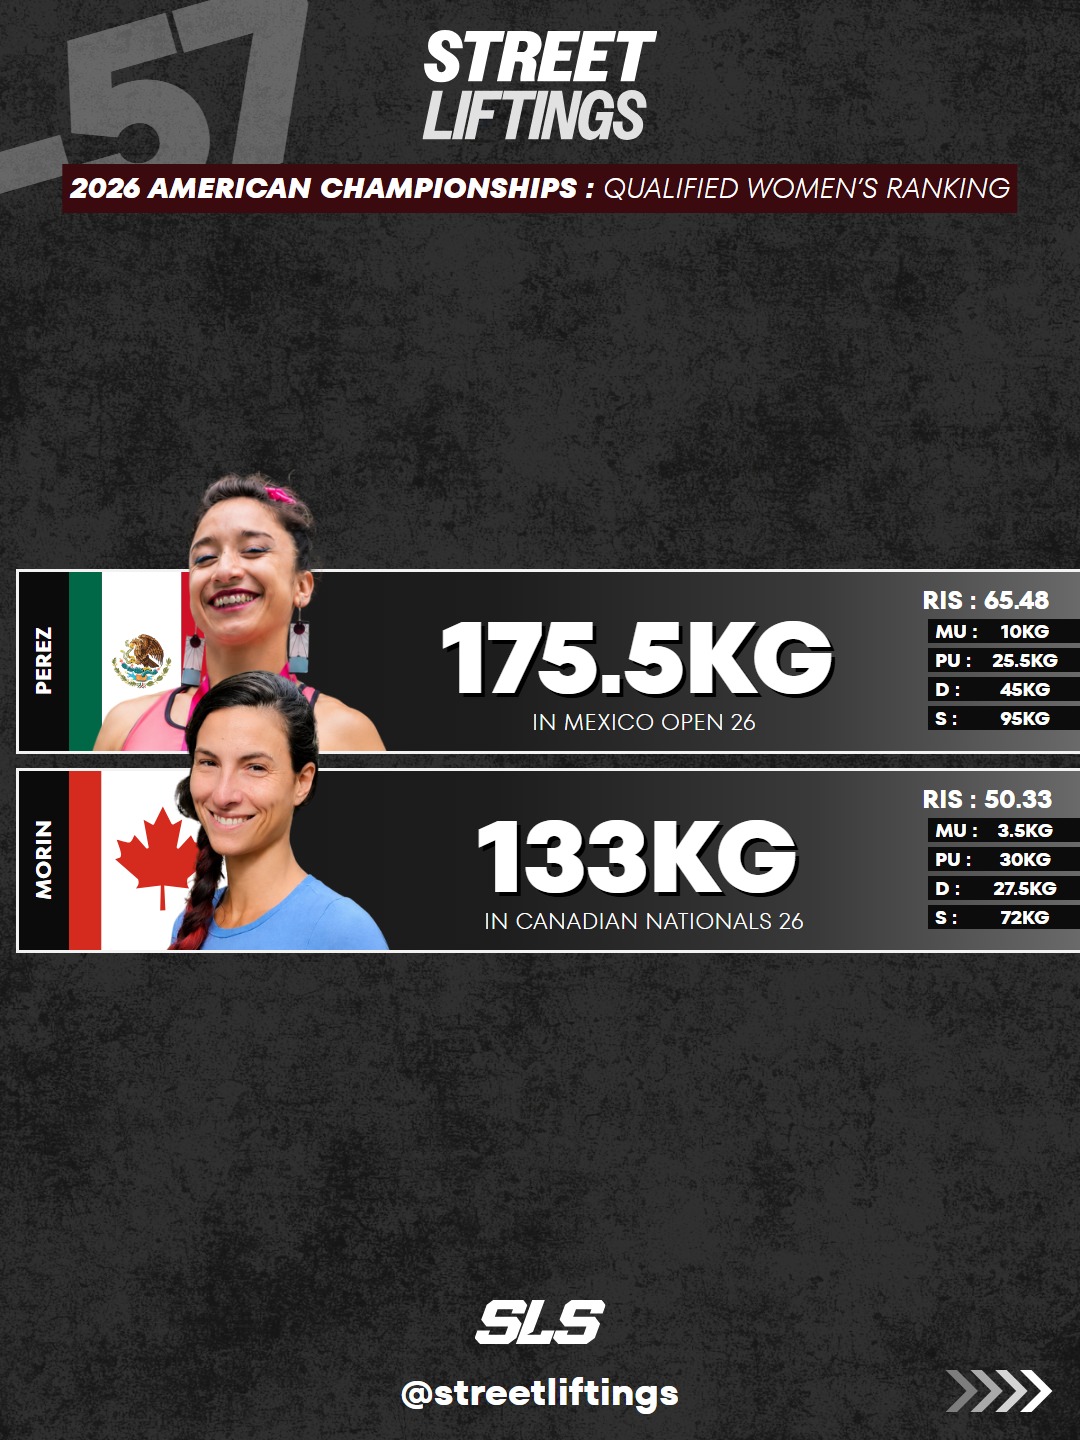 -57
STREET
LIFTINGS
2026 AMERICAN CHAMPIONSHIPS : QUALIFIED WOMEN'S RANKING
PEREZ
175.5KG
IN MEXICO OPEN 26
RIS : 65.48
MU : 10KG
PU : 25.5KG
D : 45KG
S : 95KG
MORIN
133KG
IN CANADIAN NATIONALS 26
RIS : 50.33
MU : 3.5KG
PU : 30KG
D : 27.5KG
S : 72KG
SLS
@streetliftings